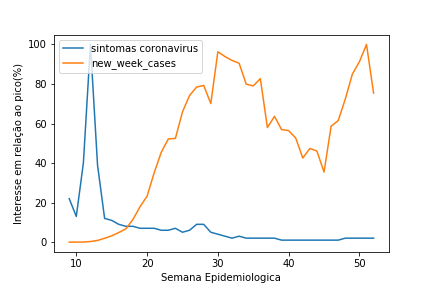 sintomas coronavirus
new_week_cases
Interesse em relação ao pico(%)
100
80
60
40
20
0
10 20 30 40 50
Semana Epidemiologica